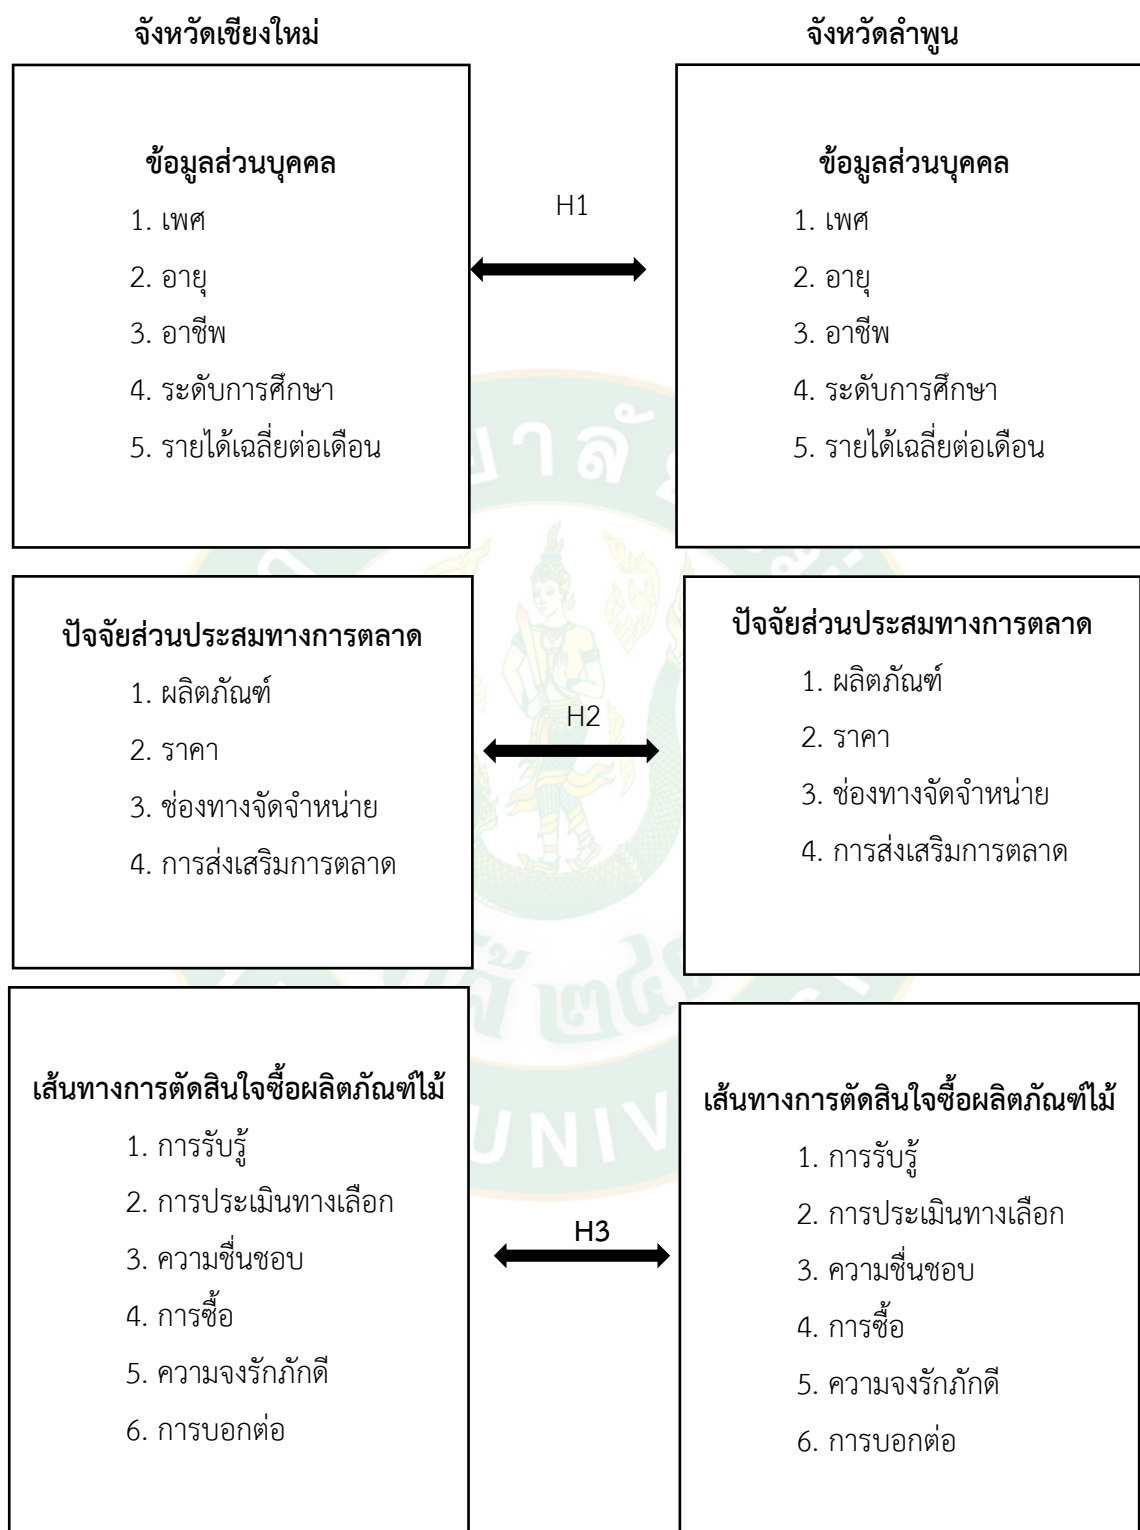 จังหวัดเชียงใหม่
จังหวัดลำพูน
ข้อมูลส่วนบุคคล
1. เพศ
2. อายุ
3. อาชีพ
4. ระดับการศึกษา
5. รายได้เฉลี่ยต่อเดือน
H1
ข้อมูลส่วนบุคคล
1. เพศ
2. อายุ
3. อาชีพ
4. ระดับการศึกษา
5. รายได้เฉลี่ยต่อเดือน
ปัจจัยส่วนประสมทางการตลาด
1. ผลิตภัณฑ์
2. ราคา
3. ช่องทางจัดจำหน่าย
4. การส่งเสริมการตลาด
H2
ปัจจัยส่วนประสมทางการตลาด
1. ผลิตภัณฑ์
2. ราคา
3. ช่องทางจัดจำหน่าย
4. การส่งเสริมการตลาด
เส้นทางการตัดสินใจซื้อผลิตภัณฑ์ไม้
1. การรับรู้
2. การประเมินทางเลือก
3. ความชื่นชอบ
4. การซื้อ
5. ความจงรักภักดี
6. การบอกต่อ
H3
เส้นทางการตัดสินใจซื้อผลิตภัณฑ์ไม้
1. การรับรู้
2. การประเมินทางเลือก
3. ความชื่นชอบ
4. การซื้อ
5. ความจงรักภักดี
6. การบอกต่อ
UNIV